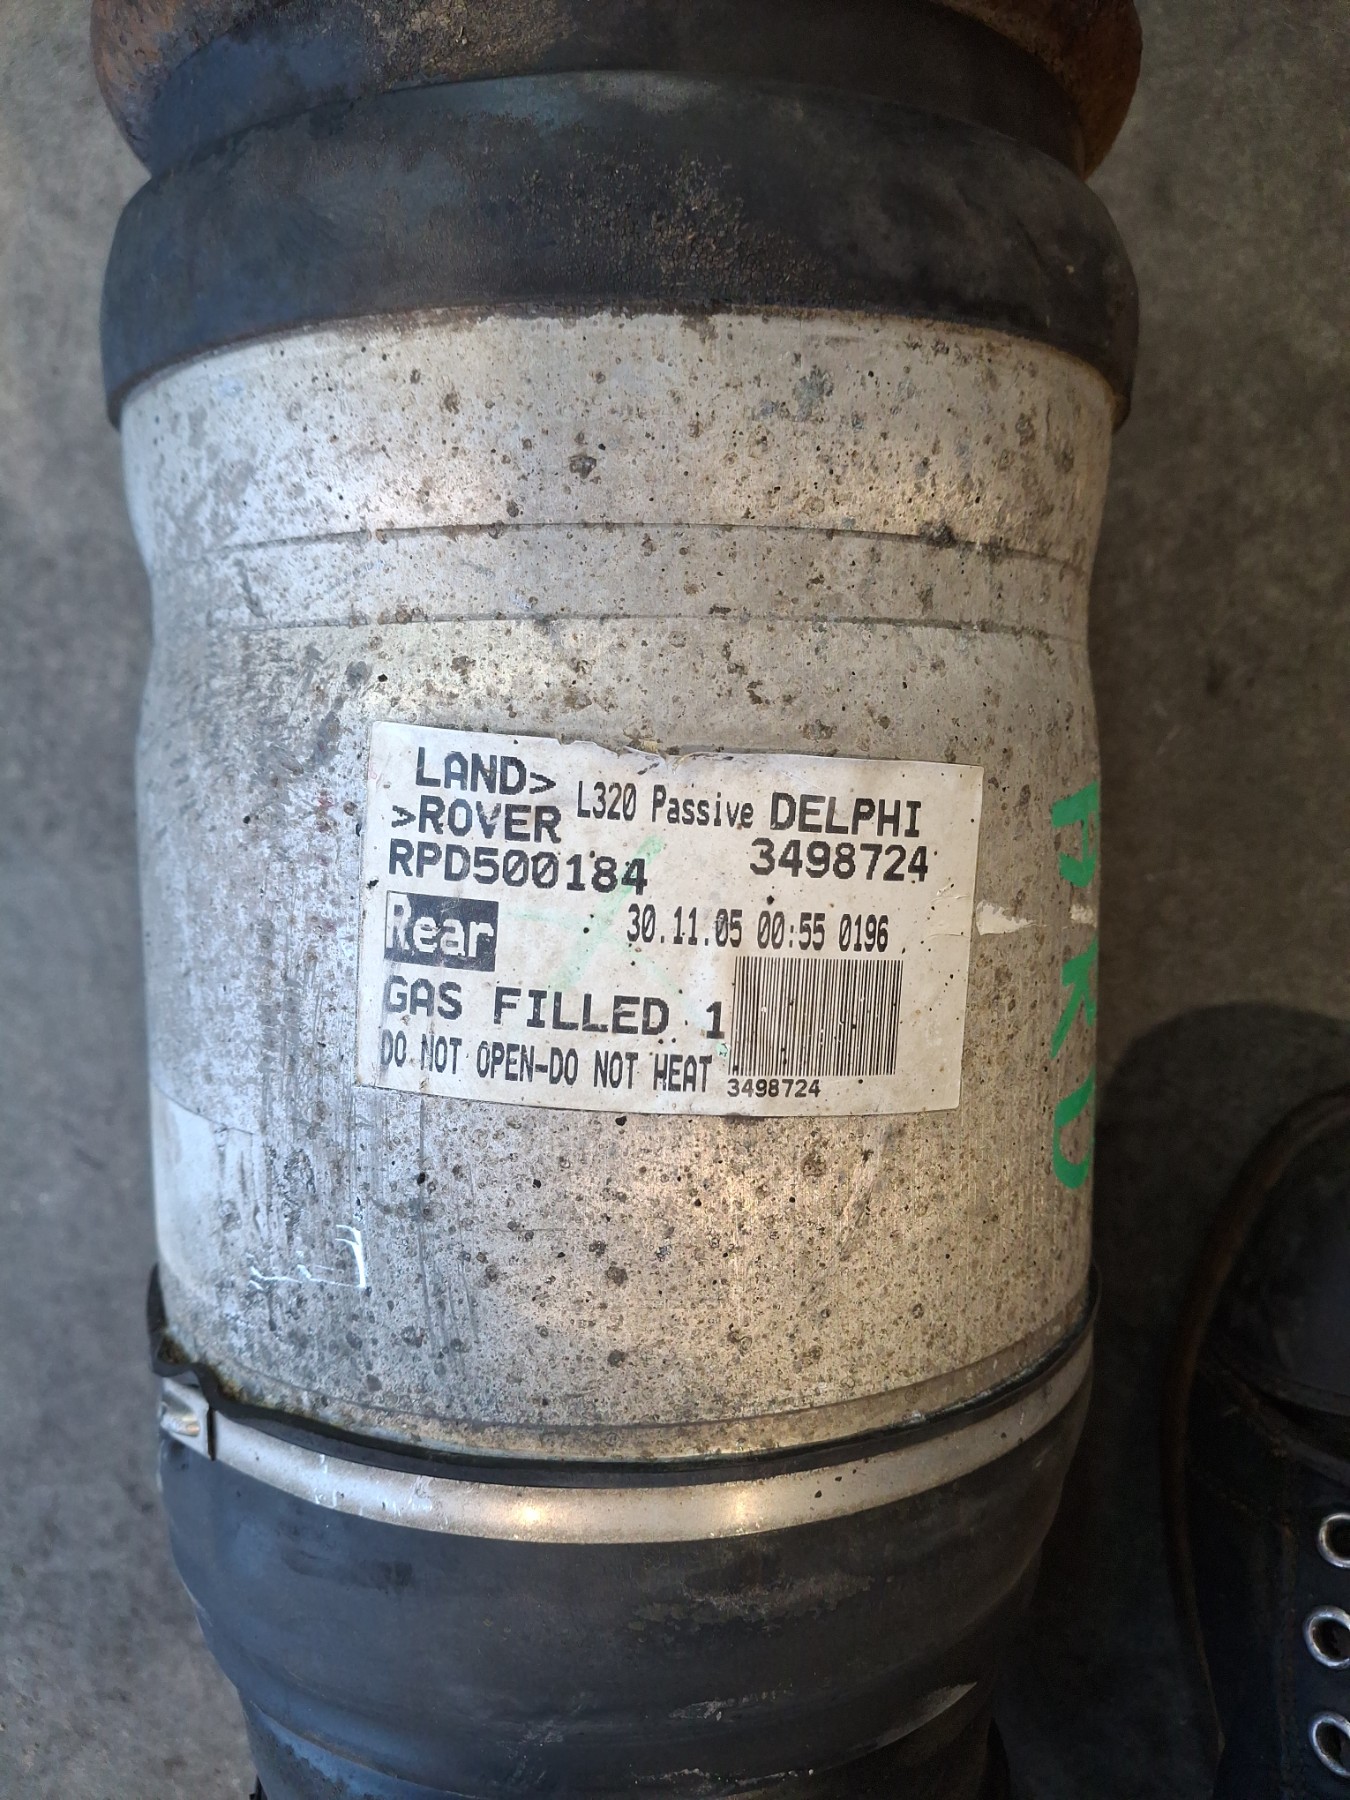 LAND>
>ROVER L320 Passive DELPHI
RPD500184 3498724
Rear 30.11.05 00:55 0196
GAS FILLED 1
DO NOT OPEN-DO NOT HEAT
3498724